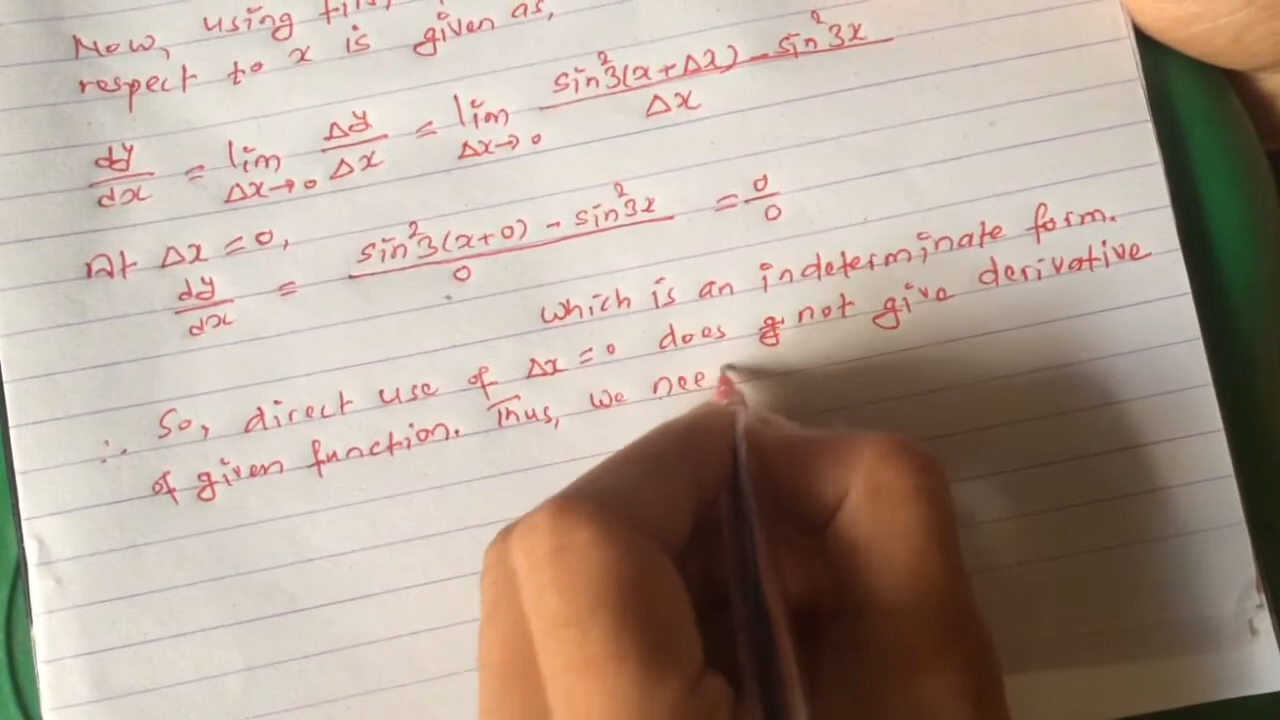 Now, using
respect to x is given as,
dy/dx = lim Δx→0 Δy/Δx = lim Δx→0 (sin²3(x+Δx) - sin²3x)/Δx
At Δx = 0,
dy/dx = (sin²3(x+0) - sin²3x)/0 = 0/0
which is an indeterminate form.
∴ So, direct use of Δx = 0 does not give derivative
of given function. Thus, we nee